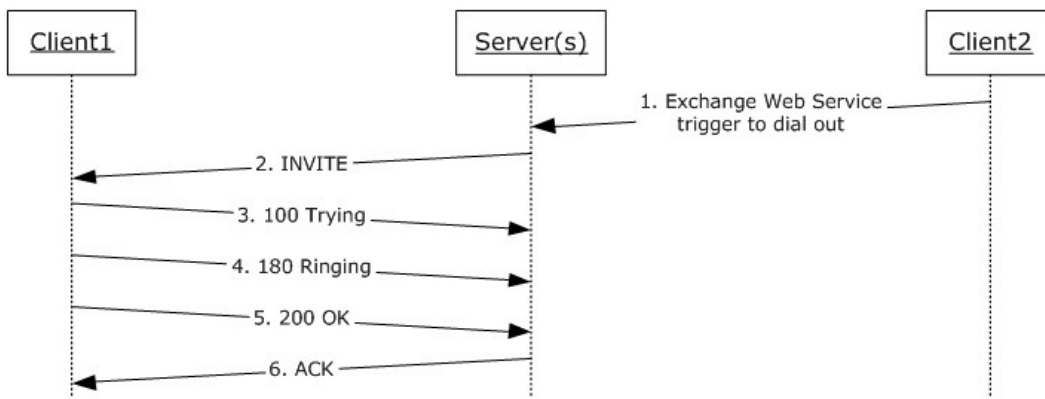 Client1
Server(s)
Client2
1. Exchange Web Service
trigger to dial out
2. INVITE
3. 100 Trying
4. 180 Ringing
5. 200 OK
6. ACK